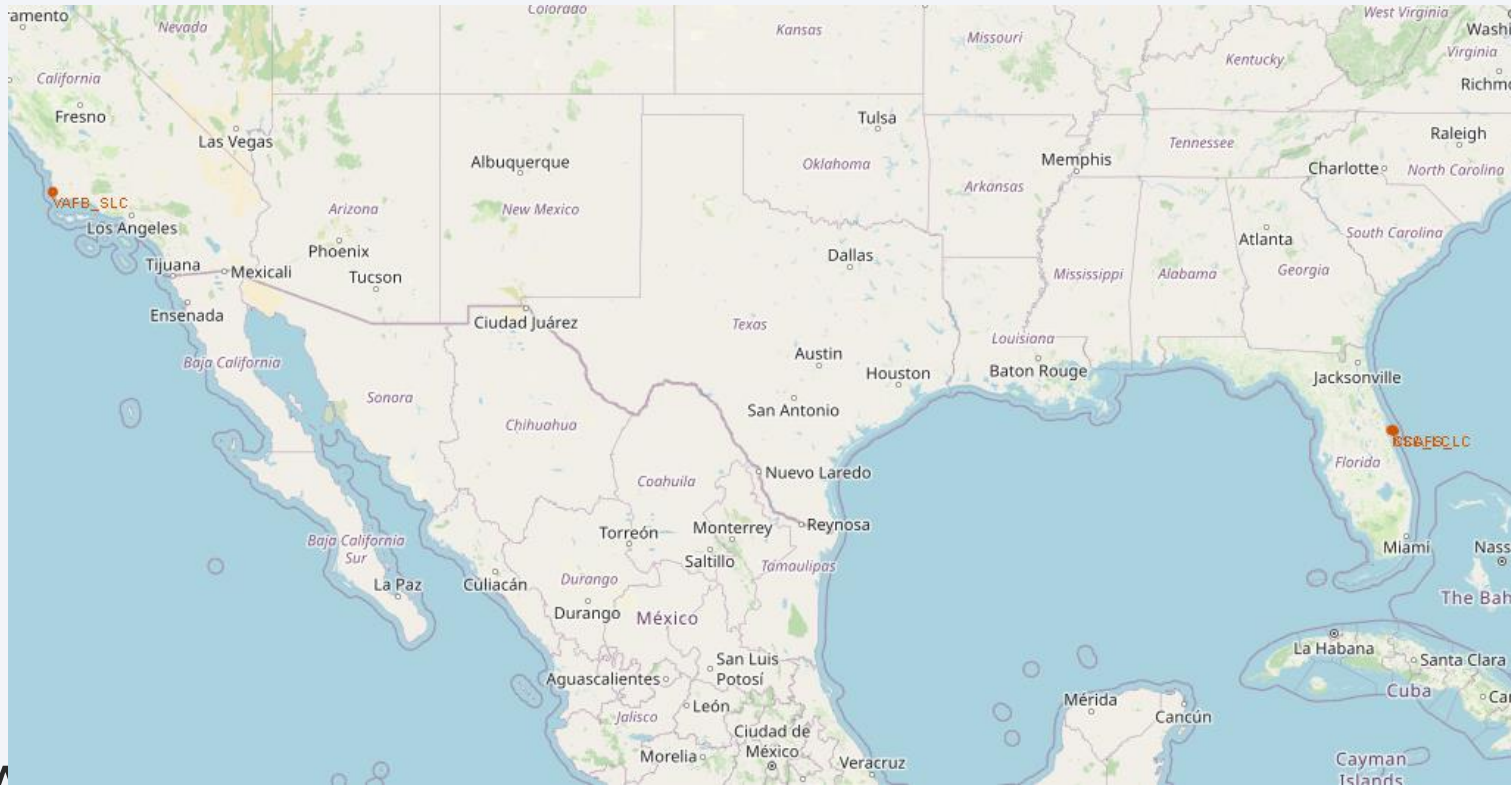 Colorado
West Virginia
Nevada
Kansas
Missouri
Washi
Virginia
Kentucky
California
Richmo
Fresno
Tulsa
Raleigh
Las Vegas
Tennessee
Albuquerque
Oklahoma
Memphis
Charlotte
North Carolina
Arkansas
VAFB_SLC
Arizona
New Mexico
Los Angeles
South Carolina
Atlanta
Phoenix
Dallas
Tijuana
Mexicali
Tucson
Mississippi
Alabama
Georgia
Ensenada
Ciudad Juárez
Texas
Louisiana
Austin
Baja California
Houston
Baton Rouge
Jacksonville
Sonora
San Antonio
Chihuahua
Florida
Nuevo Laredo
Coahuila
Torreón
Monterrey
Reynosa
Baja California
Sur
Saltillo
Tamaulipas
Miami
Nass
La Paz
Culiacán
Durango
Durango
México
The Bah
La Habana
San Luis
Potosí
Santa Clara
Aguascalientes
Cuba
León
Mérida
Jalisco
Cancún
Ciudad de
México
Morelia
Veracruz
Cayman
Islands